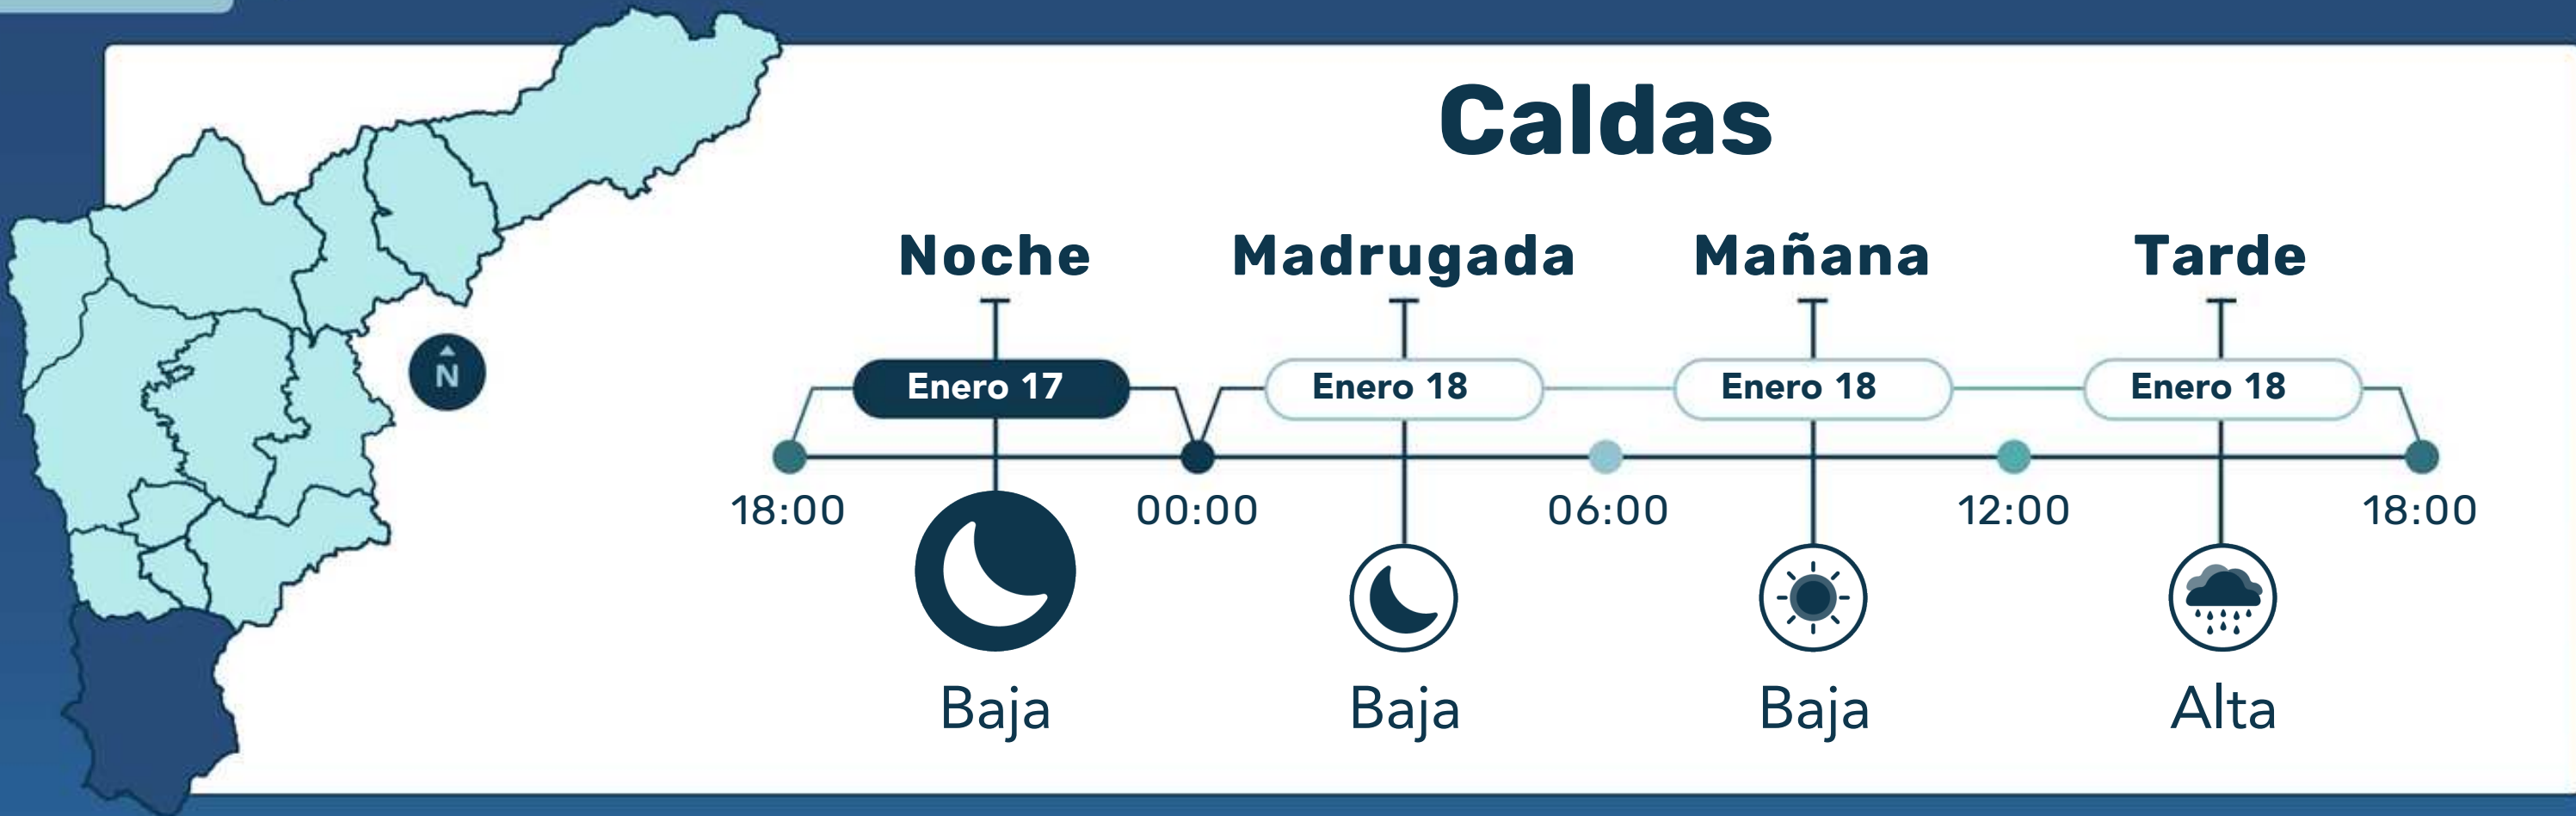 Caldas
Noche Madrugada Mañana Tarde
N
Enero 17 Enero 18 Enero 18 Enero 18
18:00 00:00 06:00 12:00 18:00
Baja Baja Baja Alta